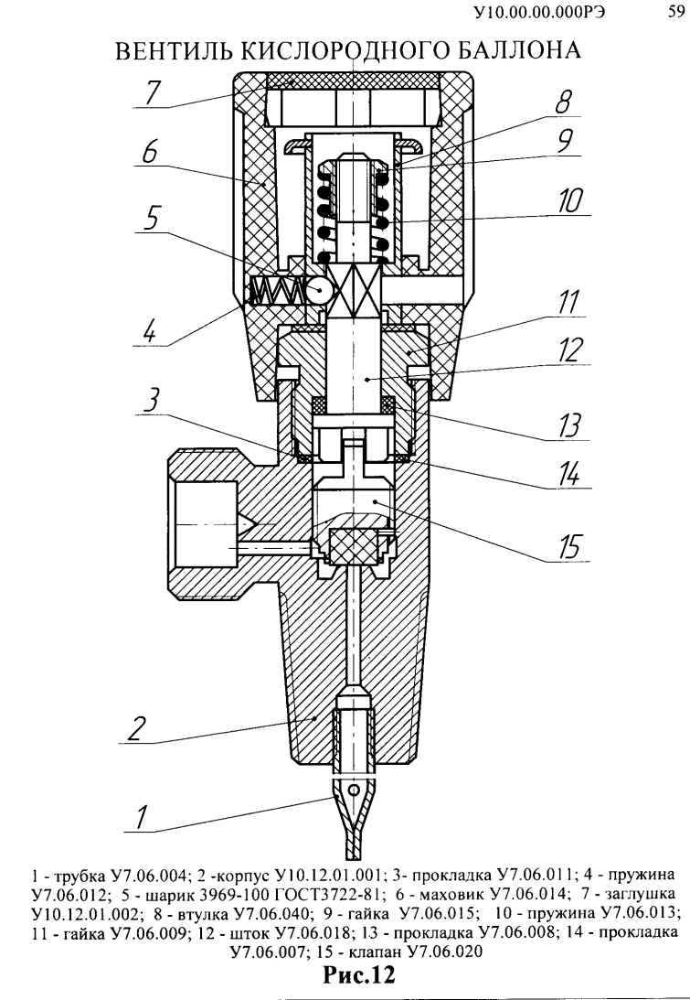 У10.00.00.000РЭ 59
ВЕНТИЛЬ КИСЛОРОДНОГО БАЛЛОНА
7
8
9
6
10
5
4
11
12
3
13
14
15
2
1
1 - трубка У7.06.004; 2 -корпус У10.12.01.001; 3- прокладка У7.06.011; 4 - пружина
У7.06.012; 5 - шарик 3969-100 ГОСТ3722-81; 6 - маховик У7.06.014; 7 - заглушка
У10.12.01.002; 8 - втулка У7.06.040; 9 - гайка У7.06.015; 10 - пружина У7.06.013;
11 - гайка У7.06.009; 12 - шток У7.06.018; 13 - прокладка У7.06.008; 14 - прокладка
У7.06.007; 15 - клапан У7.06.020
Рис.12